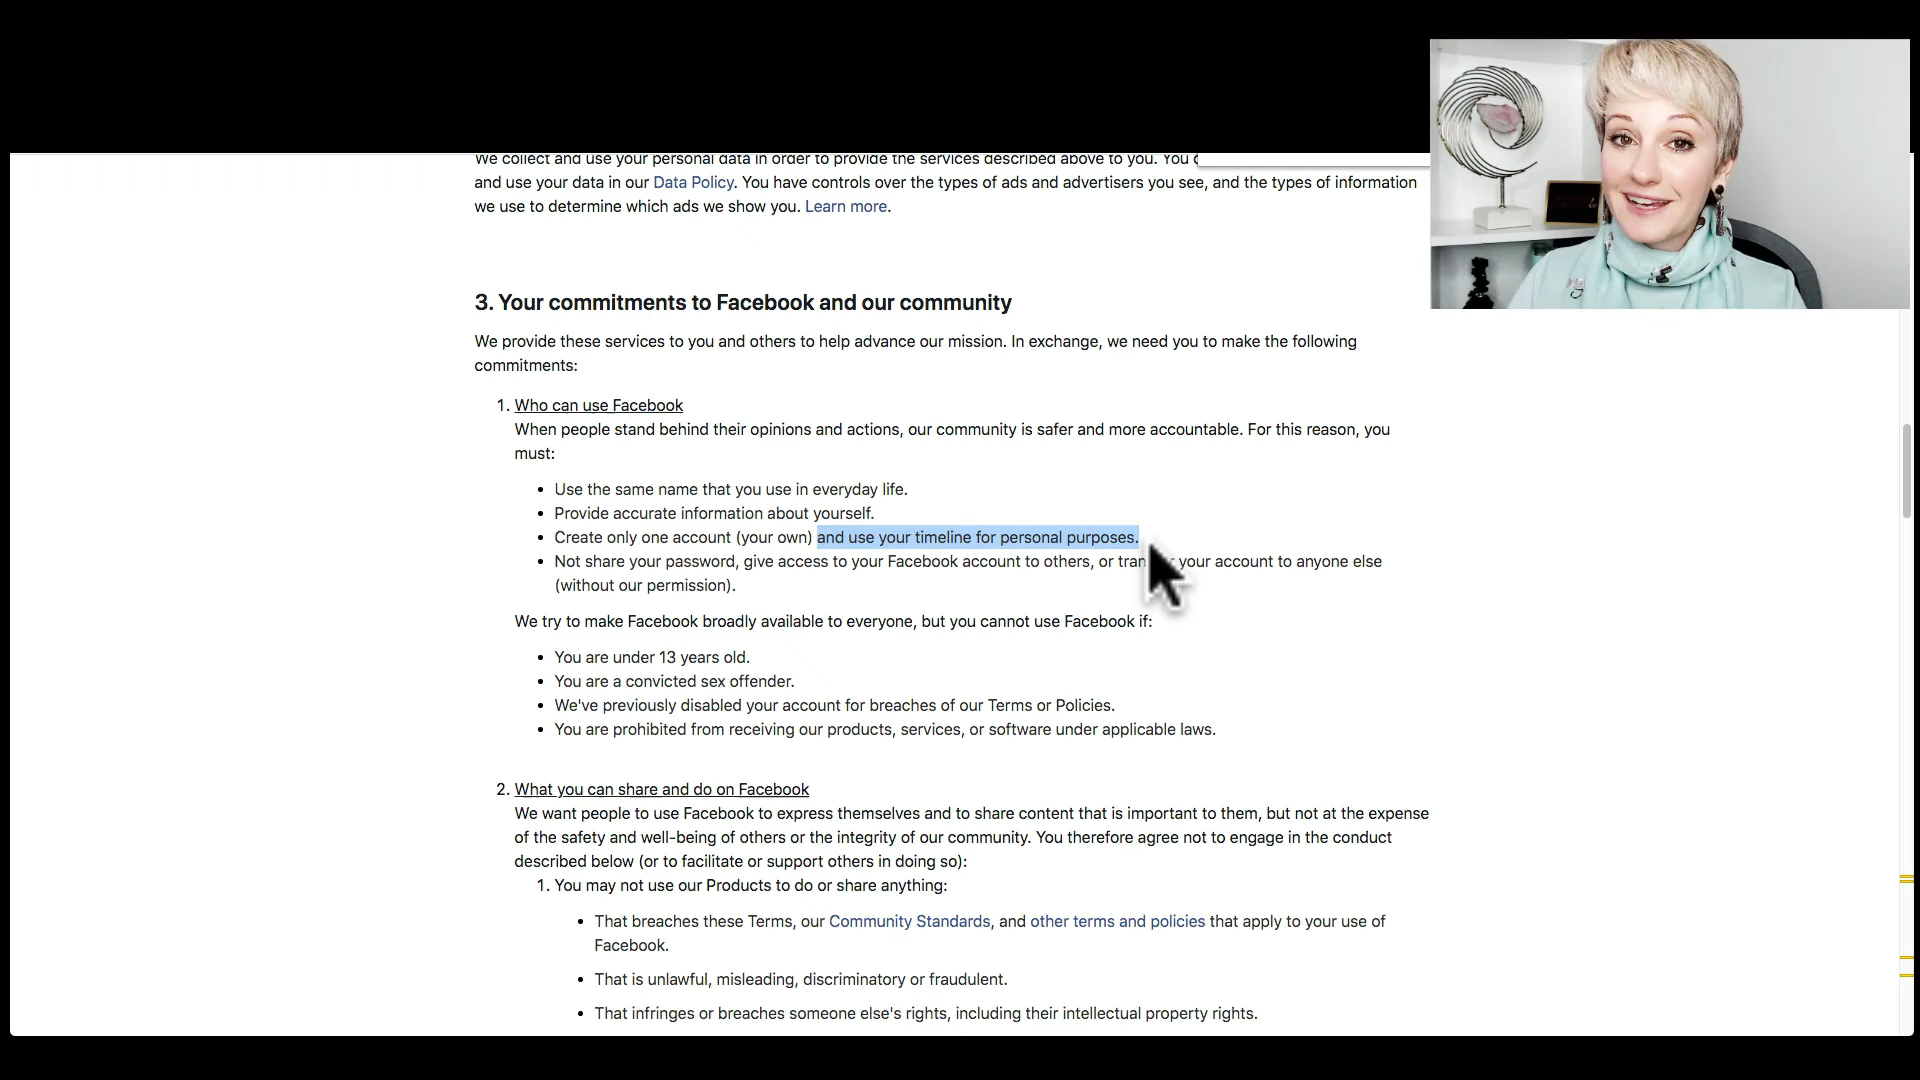 We collect and use your personal data in order to provide the services described above to you. You
and use your data in our Data Policy. You have controls over the types of ads and advertisers you see, and the types of information
we use to determine which ads we show you. Learn more.
3. Your commitments to Facebook and our community
We provide these services to you and others to help advance our mission. In exchange, we need you to make the following
commitments:
1. Who can use Facebook
When people stand behind their opinions and actions, our community is safer and more accountable. For this reason, you
must:
• Use the same name that you use in everyday life.
• Provide accurate information about yourself.
• Create only one account (your own) and use your timeline for personal purposes.
• Not share your password, give access to your Facebook account to others, or your account to anyone else
(without our permission).
We try to make Facebook broadly available to everyone, but you cannot use Facebook if:
• You are under 13 years old.
• You are a convicted sex offender.
• We've previously disabled your account for breaches of our Terms or Policies.
• You are prohibited from receiving our products, services, or software under applicable laws.
2. What you can share and do on Facebook
We want people to use Facebook to express themselves and to share content that is important to them, but not at the expense
of the safety and well-being of others or the integrity of our community. You therefore agree not to engage in the conduct
described below (or to facilitate or support others in doing so):
1. You may not use our Products to do or share anything:
• That breaches these Terms, our Community Standards, and other terms and policies that apply to your use of
Facebook.
• That is unlawful, misleading, discriminatory or fraudulent.
• That infringes or breaches someone else's rights, including their intellectual property rights.